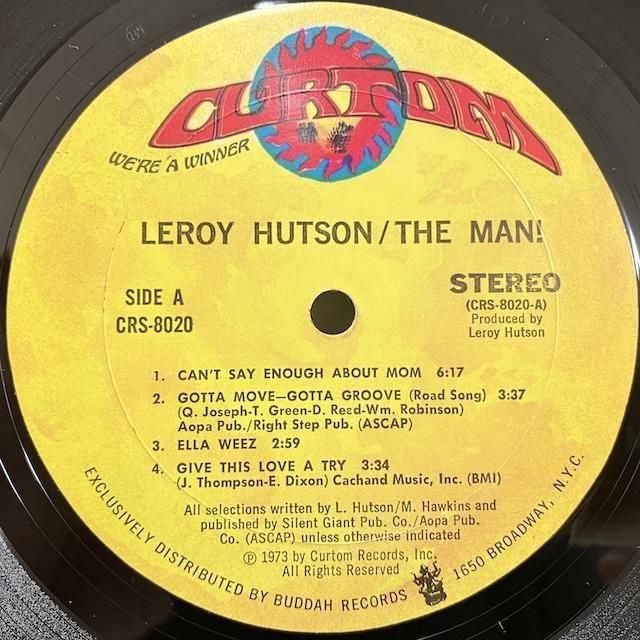 CURTOM
WE'RE A WINNER
LEROY HUTSON/THE MAN!
SIDE A
CRS-8020
STEREO
(CRS-8020-A)
Produced by
Leroy Hutson
1. CAN'T SAY ENOUGH ABOUT MOM 6:17
2. GOTTA MOVE—GOTTA GROOVE (Road Song) 3:37
(Q. Joseph-T. Green-D. Reed-Wm. Robinson)
Aopa Pub./Right Step Pub. (ASCAP)
3. ELLA WEEZ 2:59
4. GIVE THIS LOVE A TRY 3:34
(J. Thompson-E. Dixon) Cachand Music, Inc. (BMI)
All selections written by L. Hutson/M. Hawkins and
published by Silent Giant Pub. Co./Aopa Pub.
Co. (ASCAP) unless otherwise indicated
℗ 1973 by Curtom Records, Inc.
All Rights Reserved
EXCLUSIVELY DISTRIBUTED BY BUDDAH RECORDS 1650 BROADWAY, N.Y.C.